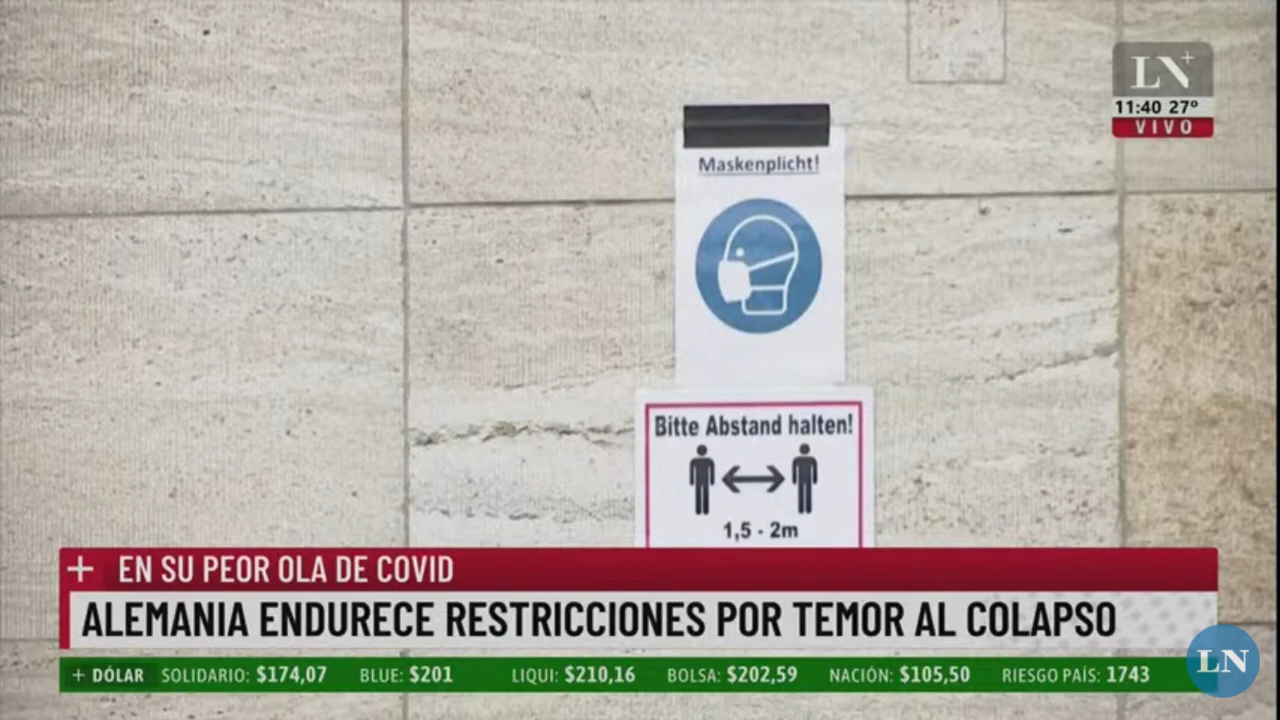 LN+
11:40 27°
VIVO
Maskenplicht!
Bitte Abstand halten!
1,5 - 2m
+ EN SU PEOR OLA DE COVID
ALEMANIA ENDURECE RESTRICCIONES POR TEMOR AL COLAPSO
+ DÓLAR SOLIDARIO: $174,07 BLUE: $201 LIQUI: $210,16 BOLSA: $202,59 NACIÓN: $105,50 RIESGO PAÍS: 1743
LN